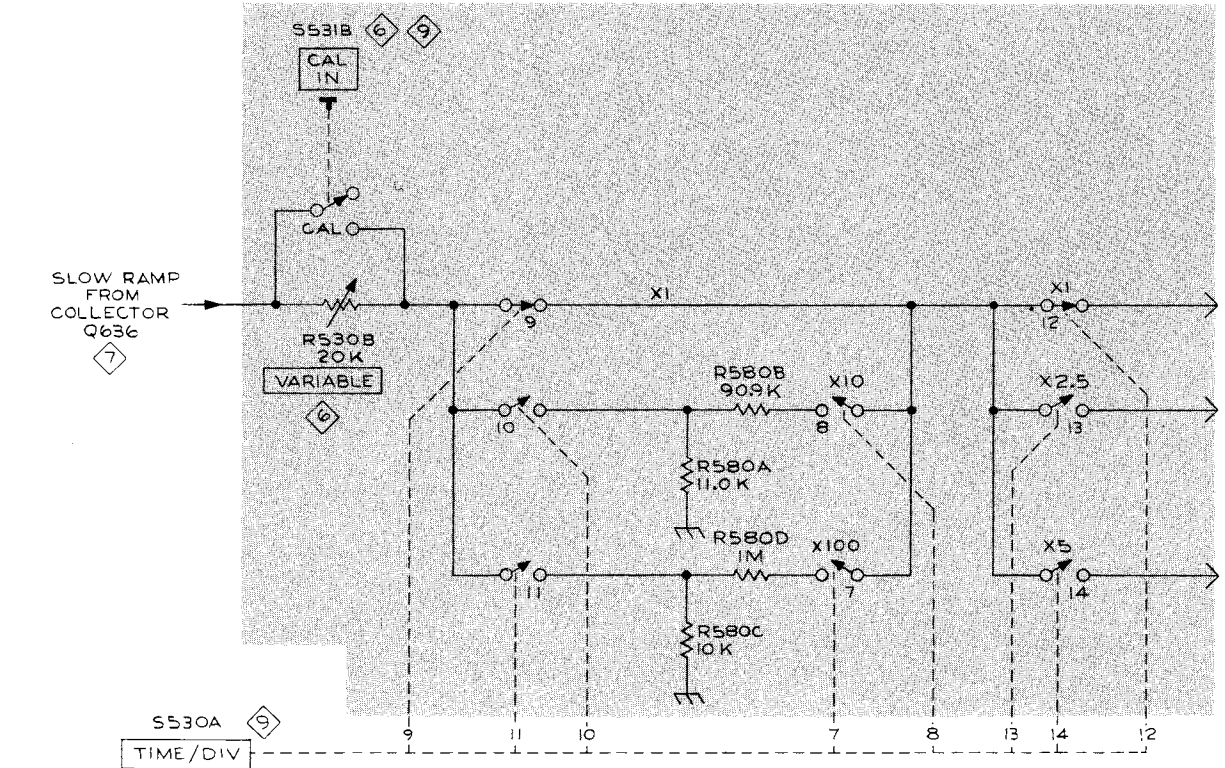 S531B 6 9
CAL
IN
CAL
SLOW RAMP
FROM
COLLECTOR
Q636
7
R530B
20K
VARIABLE
6
9
X1
X1
12
10
R580B
90.9K
X10
8
X2.5
13
R580A
11.0K
11
R580D
1M
X100
7
X5
14
R580C
10K
S530A 9
TIME/DIV
9 11 10 7 8 13 14 12